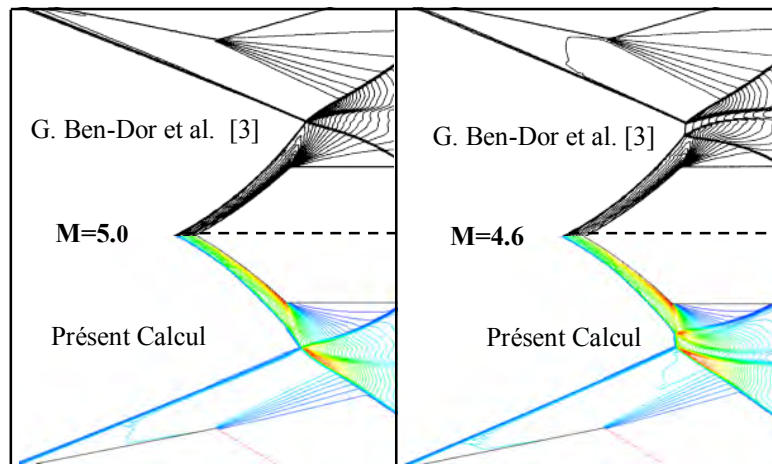 G. Ben-Dor et al. [3]
M=5.0
Présent Calcul
G. Ben-Dor et al. [3]
M=4.6
Présent Calcul